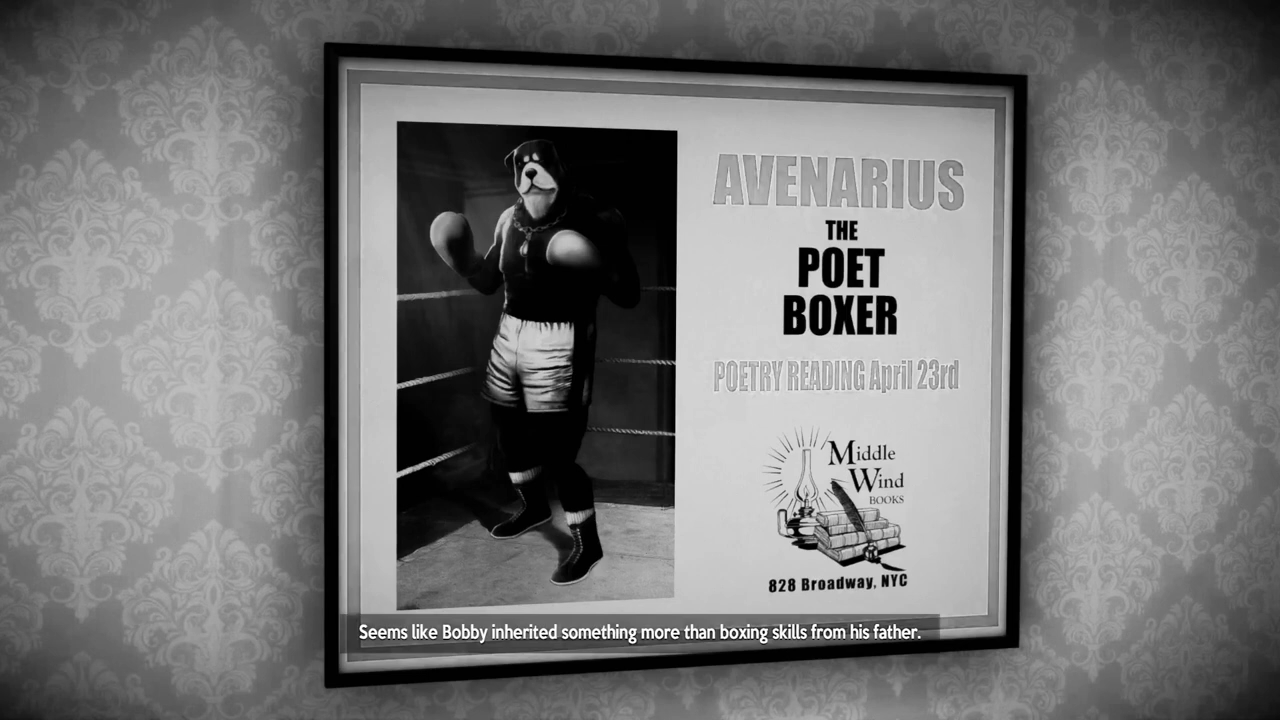 AVENARIUS
THE
POET
BOXER
POETRY READING April 23rd
Middle
Wind
BOOKS
828 Broadway, NYC
Seems like Bobby inherited something more than boxing skills from his father.